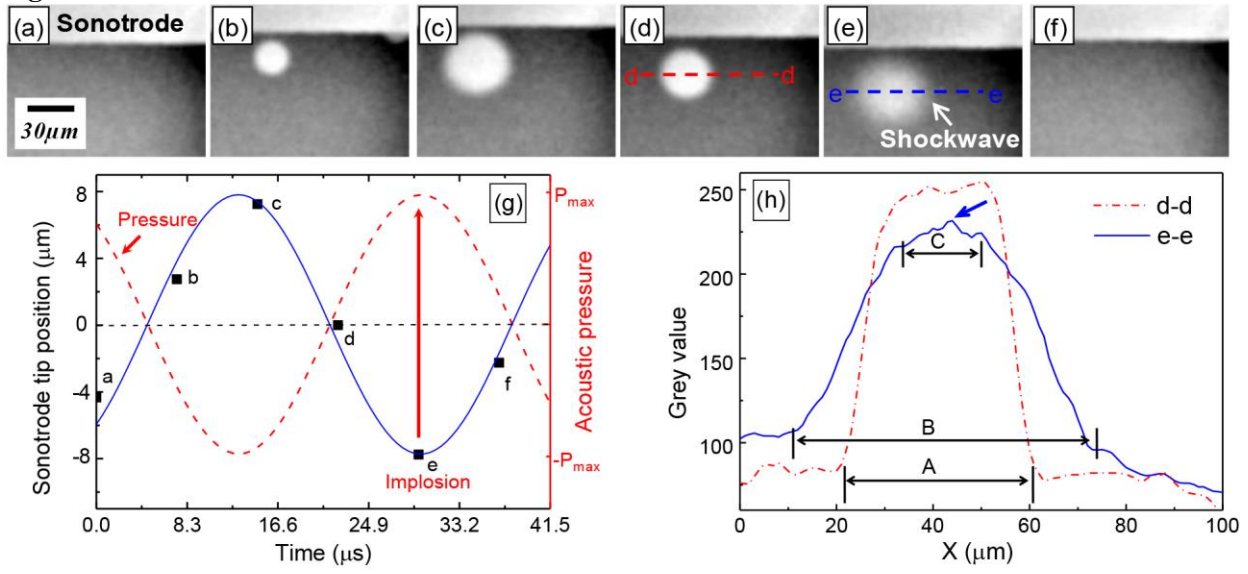 (a) Sonotrode (b) (c) (d) (e) (f)
d d
e e
30μm
Shockwave
(g)
Sonotrode tip position (μm)
8
4
0
-4
-8
Pressure
a
b
c
d
e
f
Implosion
P max
-P max
Acoustic pressure
0.0 8.3 16.6 24.9 33.2 41.5
Time (μs)
(h)
Grey value
250
200
150
100
d-d
e-e
C
B
A
0 20 40 60 80 100
X (μm)